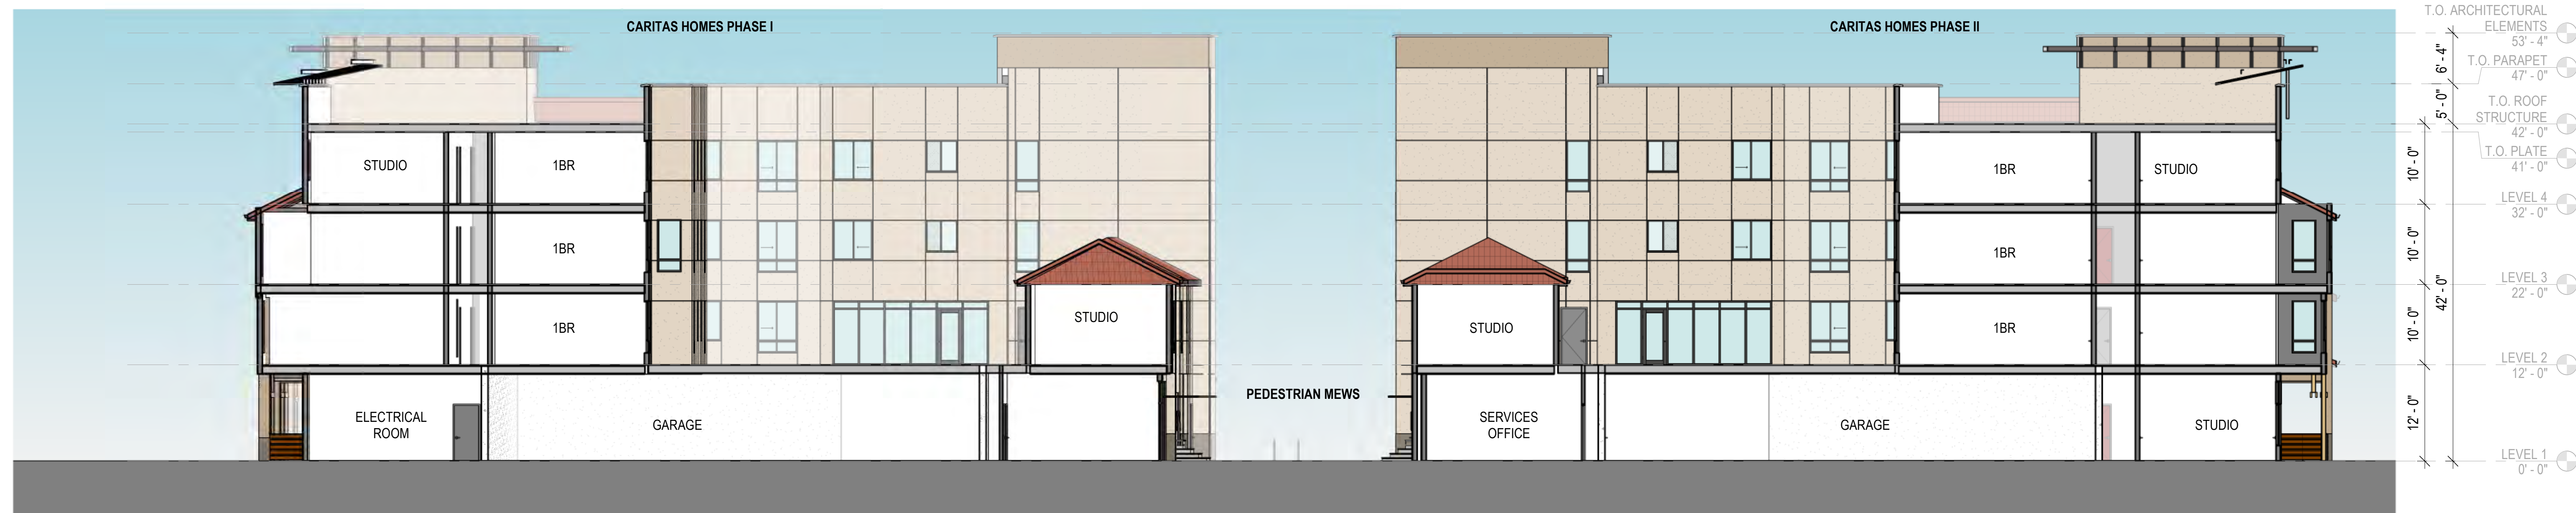 CARITAS HOMES PHASE I
CARITAS HOMES PHASE II
T.O. ARCHITECTURAL
ELEMENTS
53' - 4"
6' - 4"
T.O. PARAPET
47' - 0"
5' - 0"
T.O. ROOF
STRUCTURE
42' - 0"
T.O. PLATE
41' - 0"
STUDIO
1BR
1BR
STUDIO
10' - 0"
LEVEL 4
32' - 0"
1BR
1BR
10' - 0"
LEVEL 3
22' - 0"
42' - 0"
1BR
STUDIO
STUDIO
1BR
10' - 0"
LEVEL 2
12' - 0"
PEDESTRIAN MEWS
ELECTRICAL
ROOM
GARAGE
SERVICES
OFFICE
GARAGE
STUDIO
12' - 0"
LEVEL 1
0' - 0"